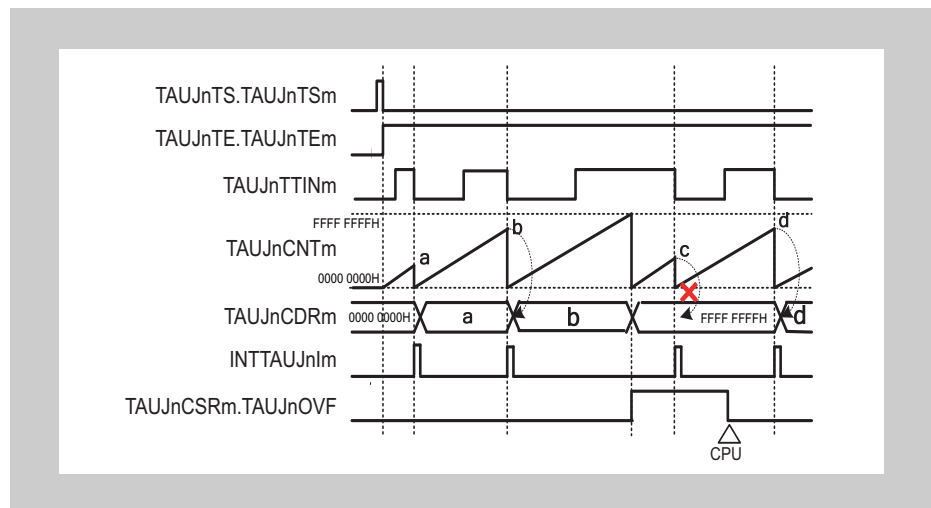 TAUJnTS.TAUJnTSm
TAUJnTE.TAUJnTEm
TAUJnTTINm
FFFF FFFFH
TAUJnCNTm
0000 0000H
a
b
c
d
TAUJnCDRm
0000 0000H
a
b
FFFF FFFFH
d
INTTAUJnIm
TAUJnCSRm.TAUJnOVF
CPU